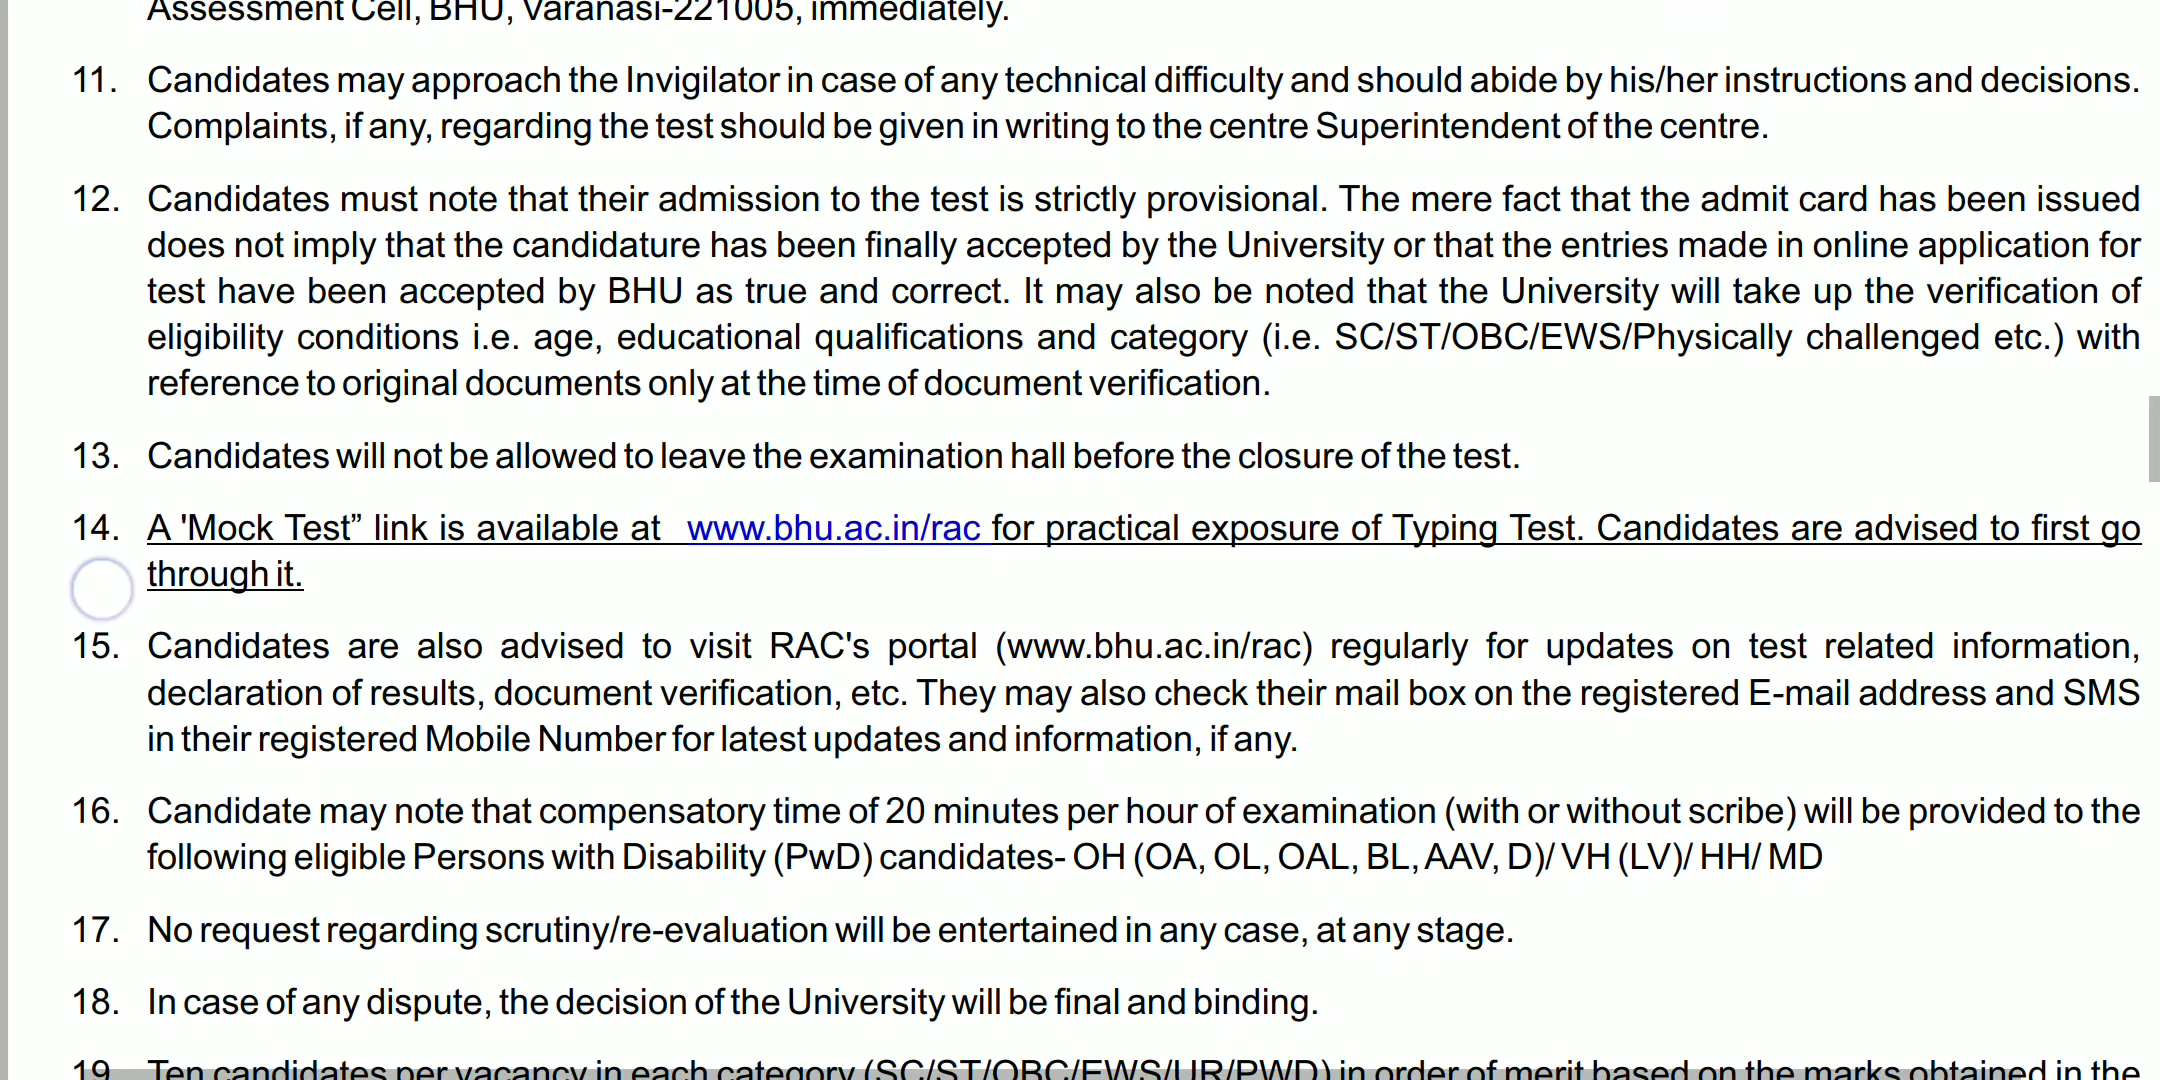 Assessment Cell, BHU, Varanasi-221005, immediately.
11. Candidates may approach the Invigilator in case of any technical difficulty and should abide by his/her instructions and decisions.
Complaints, if any, regarding the test should be given in writing to the centre Superintendent of the centre.
12. Candidates must note that their admission to the test is strictly provisional. The mere fact that the admit card has been issued
does not imply that the candidature has been finally accepted by the University or that the entries made in online application for
test have been accepted by BHU as true and correct. It may also be noted that the University will take up the verification of
eligibility conditions i.e. age, educational qualifications and category (i.e. SC/ST/OBC/EWS/Physically challenged etc.) with
reference to original documents only at the time of document verification.
13. Candidates will not be allowed to leave the examination hall before the closure of the test.
14. A 'Mock Test” link is available at www.bhu.ac.in/rac for practical exposure of Typing Test. Candidates are advised to first go
through it.
15. Candidates are also advised to visit RAC's portal (www.bhu.ac.in/rac) regularly for updates on test related information,
declaration of results, document verification, etc. They may also check their mail box on the registered E-mail address and SMS
in their registered Mobile Number for latest updates and information, if any.
16. Candidate may note that compensatory time of 20 minutes per hour of examination (with or without scribe) will be provided to the
following eligible Persons with Disability (PwD) candidates- OH (OA, OL, OAL, BL, AAV, D)/ VH (LV)/ HH/ MD
17. No request regarding scrutiny/re-evaluation will be entertained in any case, at any stage.
18. In case of any dispute, the decision of the University will be final and binding.
19. Ten candidates per vacancy in each category (SC/ST/OBC/EWS/UR/PWD) in order of merit based on the marks obtained in the